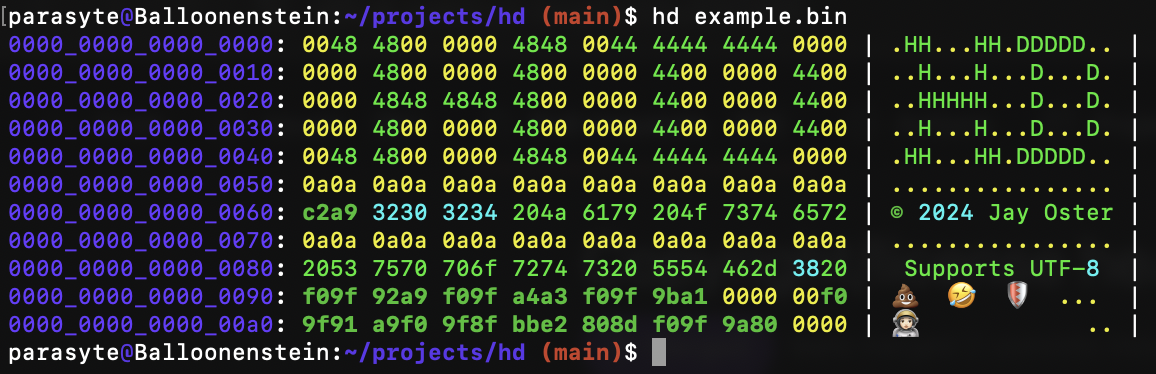 [parasyte@Balloonenstein:~/projects/hd (main)$ hd example.bin
0000_0000_0000_0000: 0048 4800 0000 4848 0044 4444 4444 0000 | .HH...HH.DDDDD.. |
0000_0000_0000_0010: 0000 4800 0000 4800 0000 4400 0000 4400 | ..H...H...D...D. |
0000_0000_0000_0020: 0000 4848 4848 4800 0000 4400 0000 4400 | ..HHHHH...D...D. |
0000_0000_0000_0030: 0000 4800 0000 4800 0000 4400 0000 4400 | ..H...H...D...D. |
0000_0000_0000_0040: 0048 4800 0000 4848 0044 4444 4444 0000 | .HH...HH.DDDDD.. |
0000_0000_0000_0050: 0a0a 0a0a 0a0a 0a0a 0a0a 0a0a 0a0a 0a0a | ................ |
0000_0000_0000_0060: c2a9 3230 3234 204a 6179 204f 7374 6572 | © 2024 Jay Oster |
0000_0000_0000_0070: 0a0a 0a0a 0a0a 0a0a 0a0a 0a0a 0a0a 0a0a | ................ |
0000_0000_0000_0080: 2053 7570 706f 7274 7320 5554 462d 3820 |  Supports UTF-8  |
0000_0000_0000_0090: f09f 92a9 f09f a4a3 f09f 9ba1 0000 00f0 | 💩  🤣  🛡  ...  |
0000_0000_0000_00a0: 9f91 a9f0 9f8f bbe2 808d f09f 9a80 0000 | 👩🏻‍🚀            .. |
parasyte@Balloonenstein:~/projects/hd (main)$